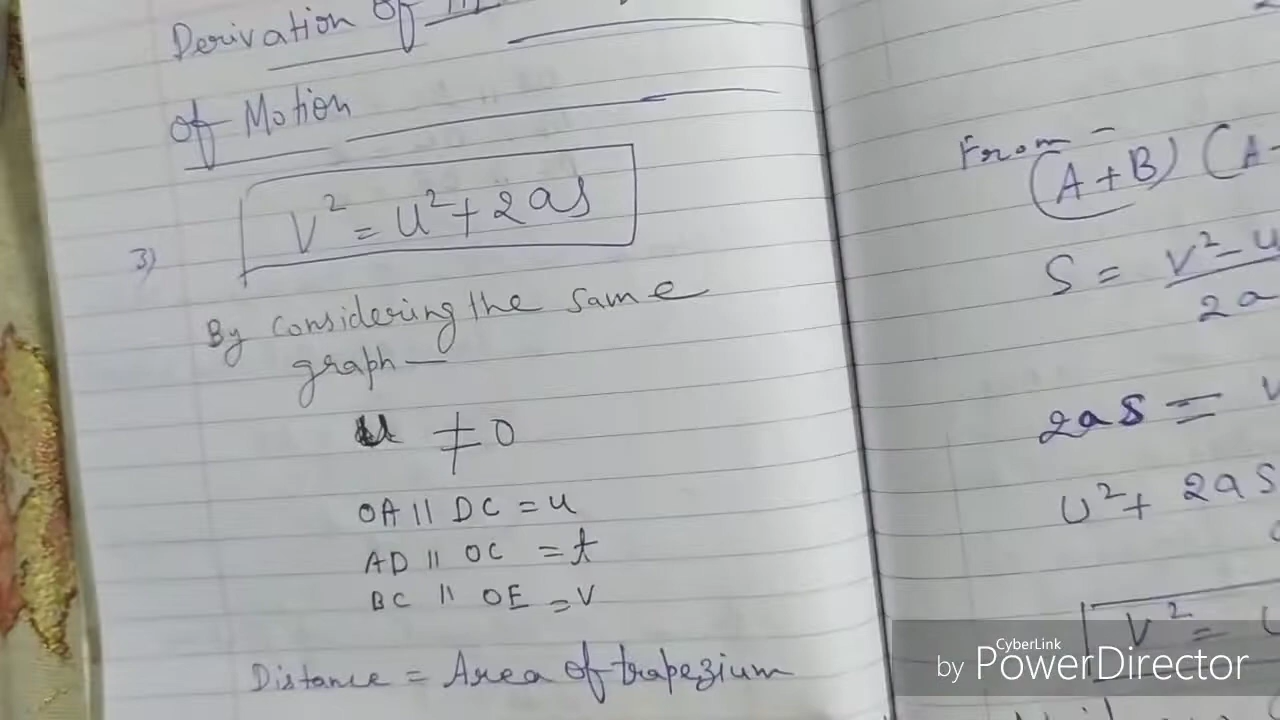 Derivation of
of Motion
3) V² = u² + 2as
By considering the same
graph —
u ≠ 0
OA || DC = u
AD || OC = t
BC || OE = v
Distance = Area of trapezium
From -
(A+B) (A-
S = v² - u
2a
2as =
u² + 2as
V² =
CyberLink
by PowerDirector